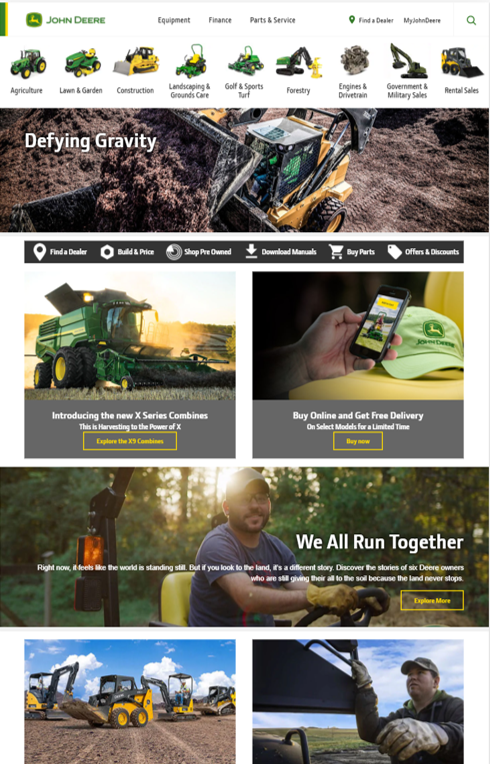 JOHN DEERE
Equipment
Finance
Parts & Service
Find a Dealer
MyJohnDeere
Agriculture
Lawn & Garden
Construction
Landscaping &
Grounds Care
Golf & Sports
Turf
Forestry
Engines &
Drivetrain
Government &
Military Sales
Rental Sales
Defying Gravity
Find a Dealer
Build & Price
Shop Pre Owned
Download Manuals
Buy Parts
Offers & Discounts
JOHN DEERE
Introducing the new X Series Combines
This is Harvesting to the Power of X
Explore the X9 Combines
Buy Online and Get Free Delivery
On Select Models for a Limited Time
Buy now
We All Run Together
Right now, it feels like the world is standing still. But if you look to the land, it's a different story. Discover the stories of six Deere owners
who are still giving their all to the soil because the land never stops.
Explore More